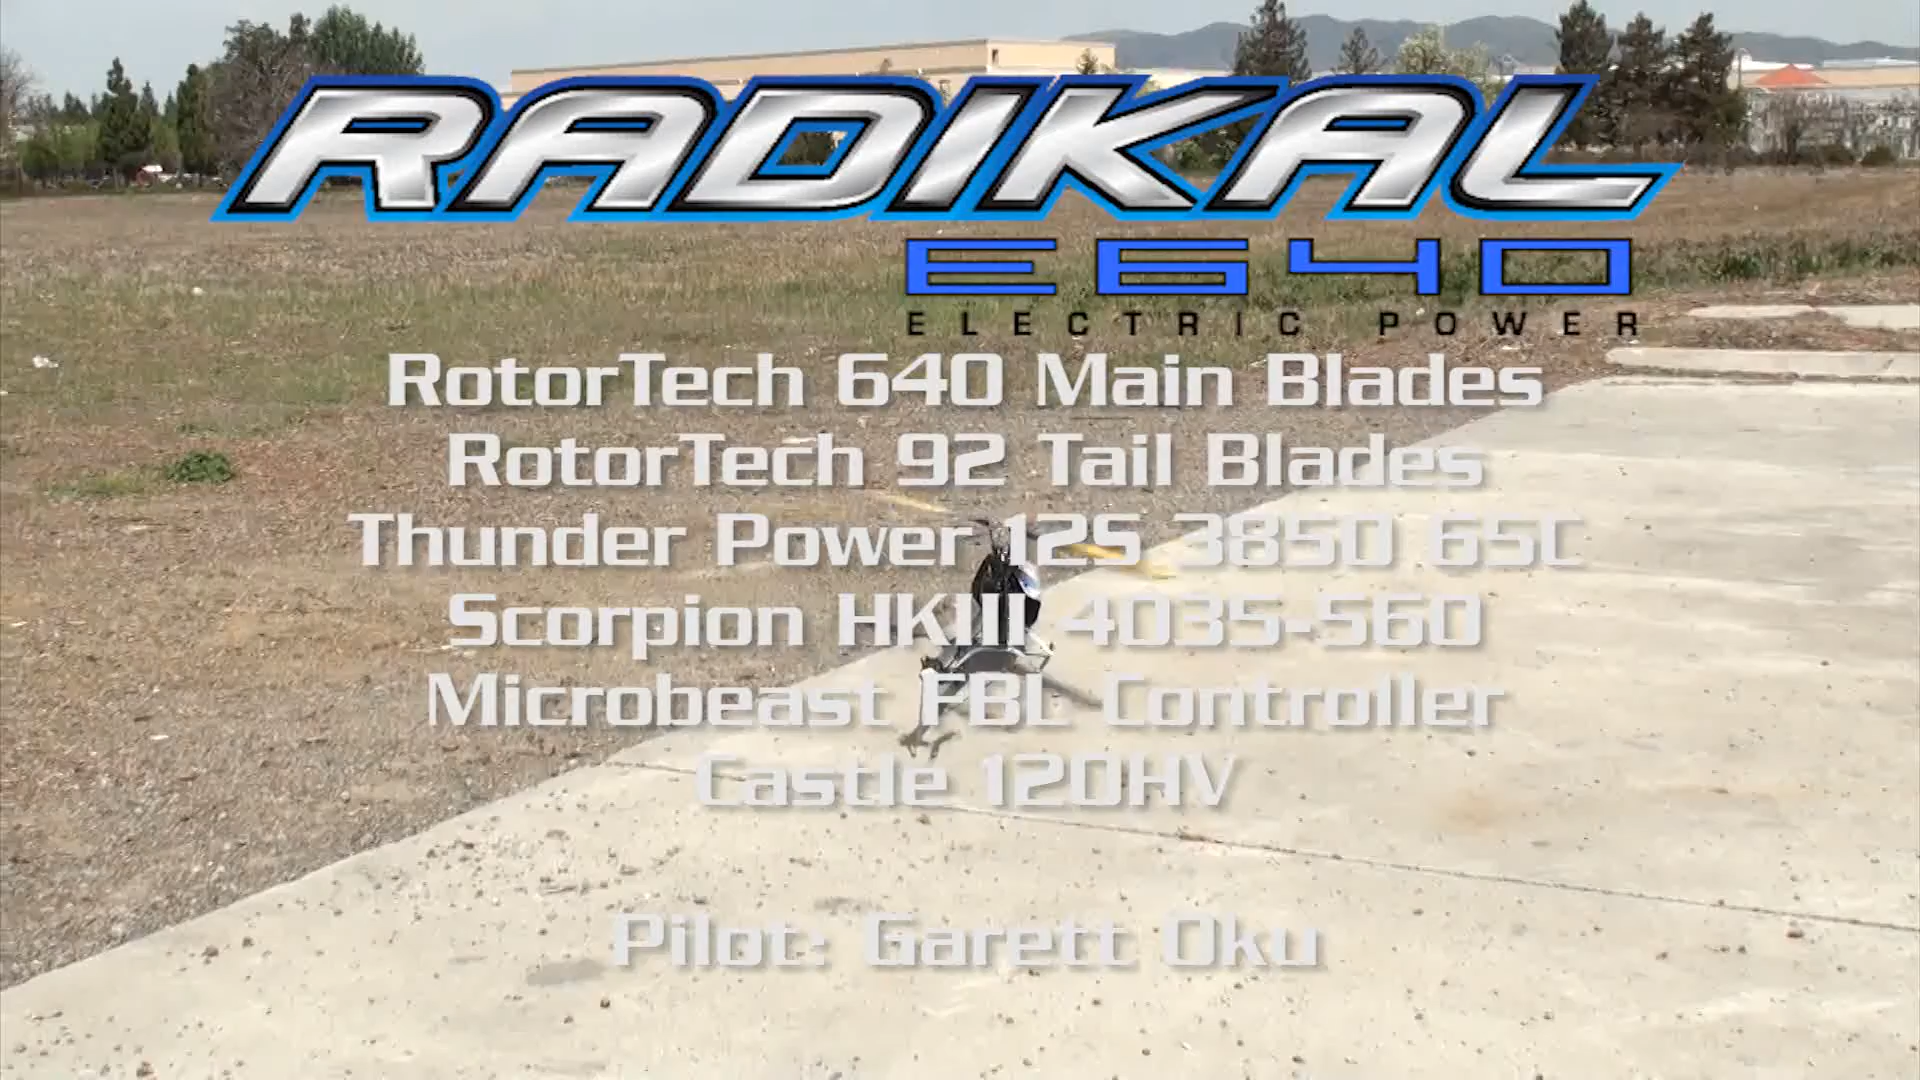 RADIKAL
E640
ELECTRIC POWER
RotorTech 640 Main Blades
RotorTech 92 Tail Blades
Thunder Power 12S 3850 65C
Scorpion HKIII 4035-560
Microbeast FBL Controller
Castle 120HV
Pilot: Garett Oku